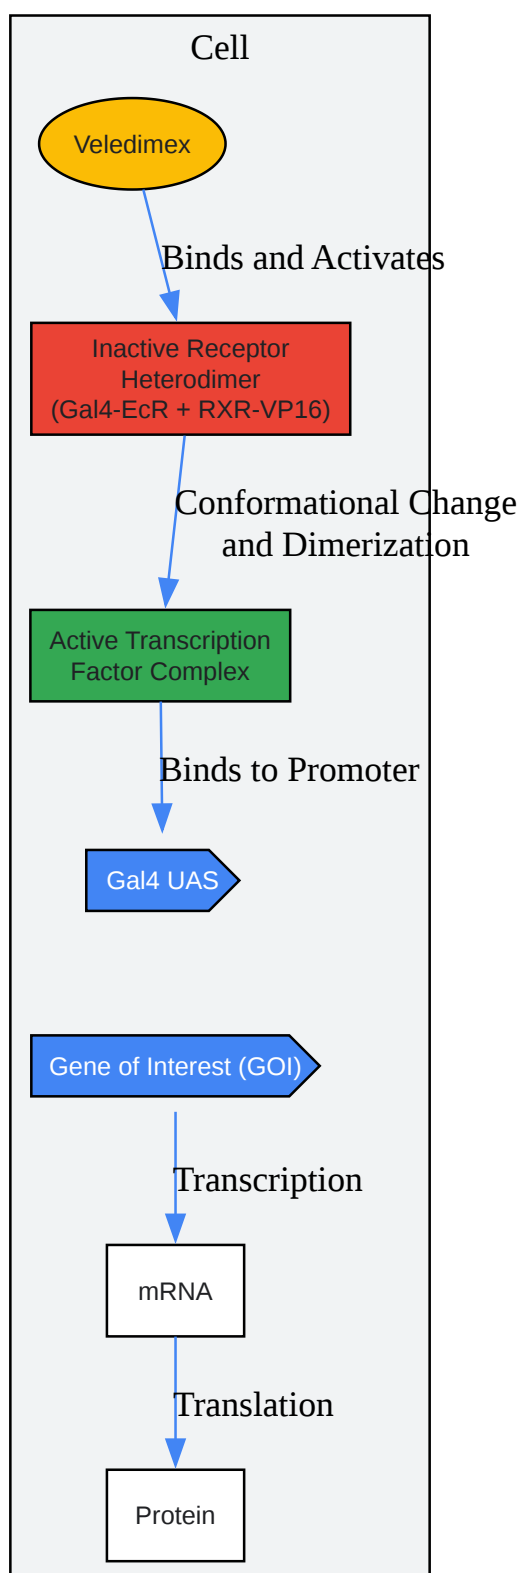 Cell
Veledimex
Binds and Activates
Inactive Receptor
Heterodimer
(Gal4-EcR + RXR-VP16)
Conformational Change
and Dimerization
Active Transcription
Factor Complex
Binds to Promoter
Gal4 UAS
Gene of Interest (GOI)
Transcription
mRNA
Translation
Protein